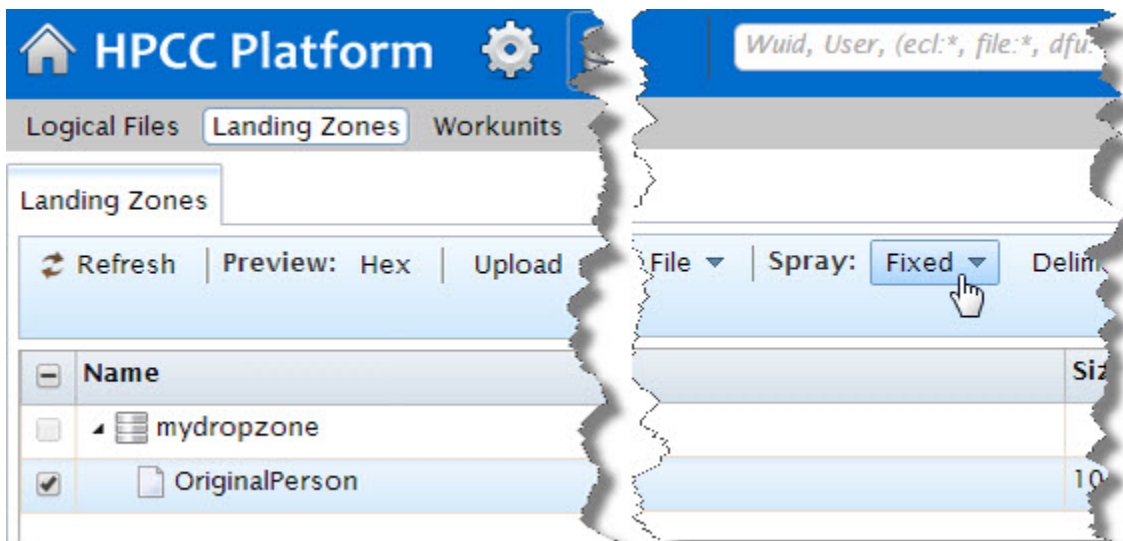 HPCC Platform Wuid, User, (ecl:*, file:*, dfu:
Logical Files Landing Zones Workunits
Landing Zones
Refresh Preview: Hex Upload File Spray: Fixed
Name
mydropzone
OriginalPerson